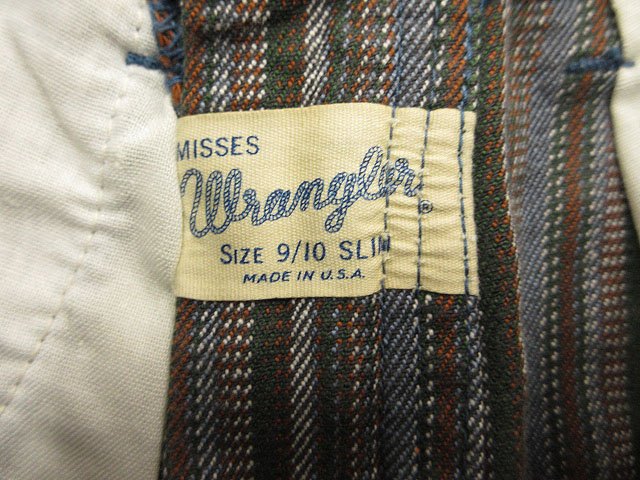 MISSES
Wrangler®
SIZE 9/10 SLIM
MADE IN U.S.A.